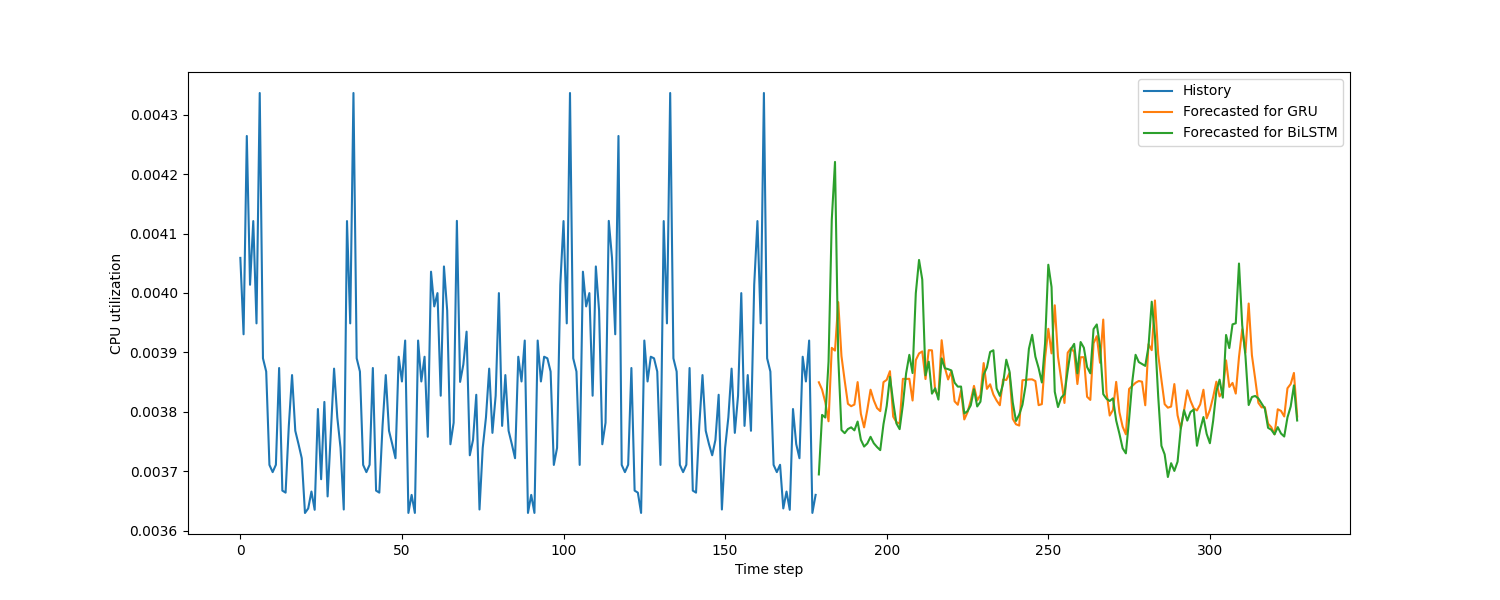 History
Forecasted for GRU
Forecasted for BiLSTM
CPU utilization
0.0043
0.0042
0.0041
0.0040
0.0039
0.0038
0.0037
0.0036
0 50 100 150 200 250 300
Time step